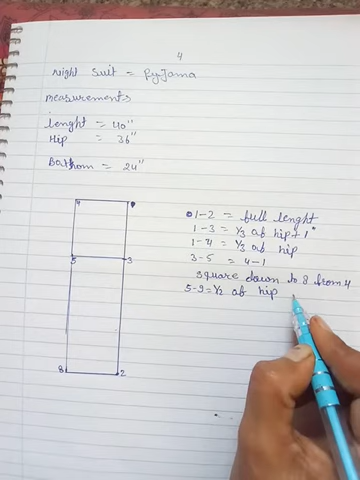 4
Night Suit = PyJama
measurements
Lenght = 40"
Hip = 36"
Bottom = 24"
4
5
3
8
2
1-2 = full lenght
1-3 = 1/3 of hip + 1"
1-4 = 1/3 of hip
3-5 = 4-1
Square down to 8 from 4
5-9 = 1/2 of hip